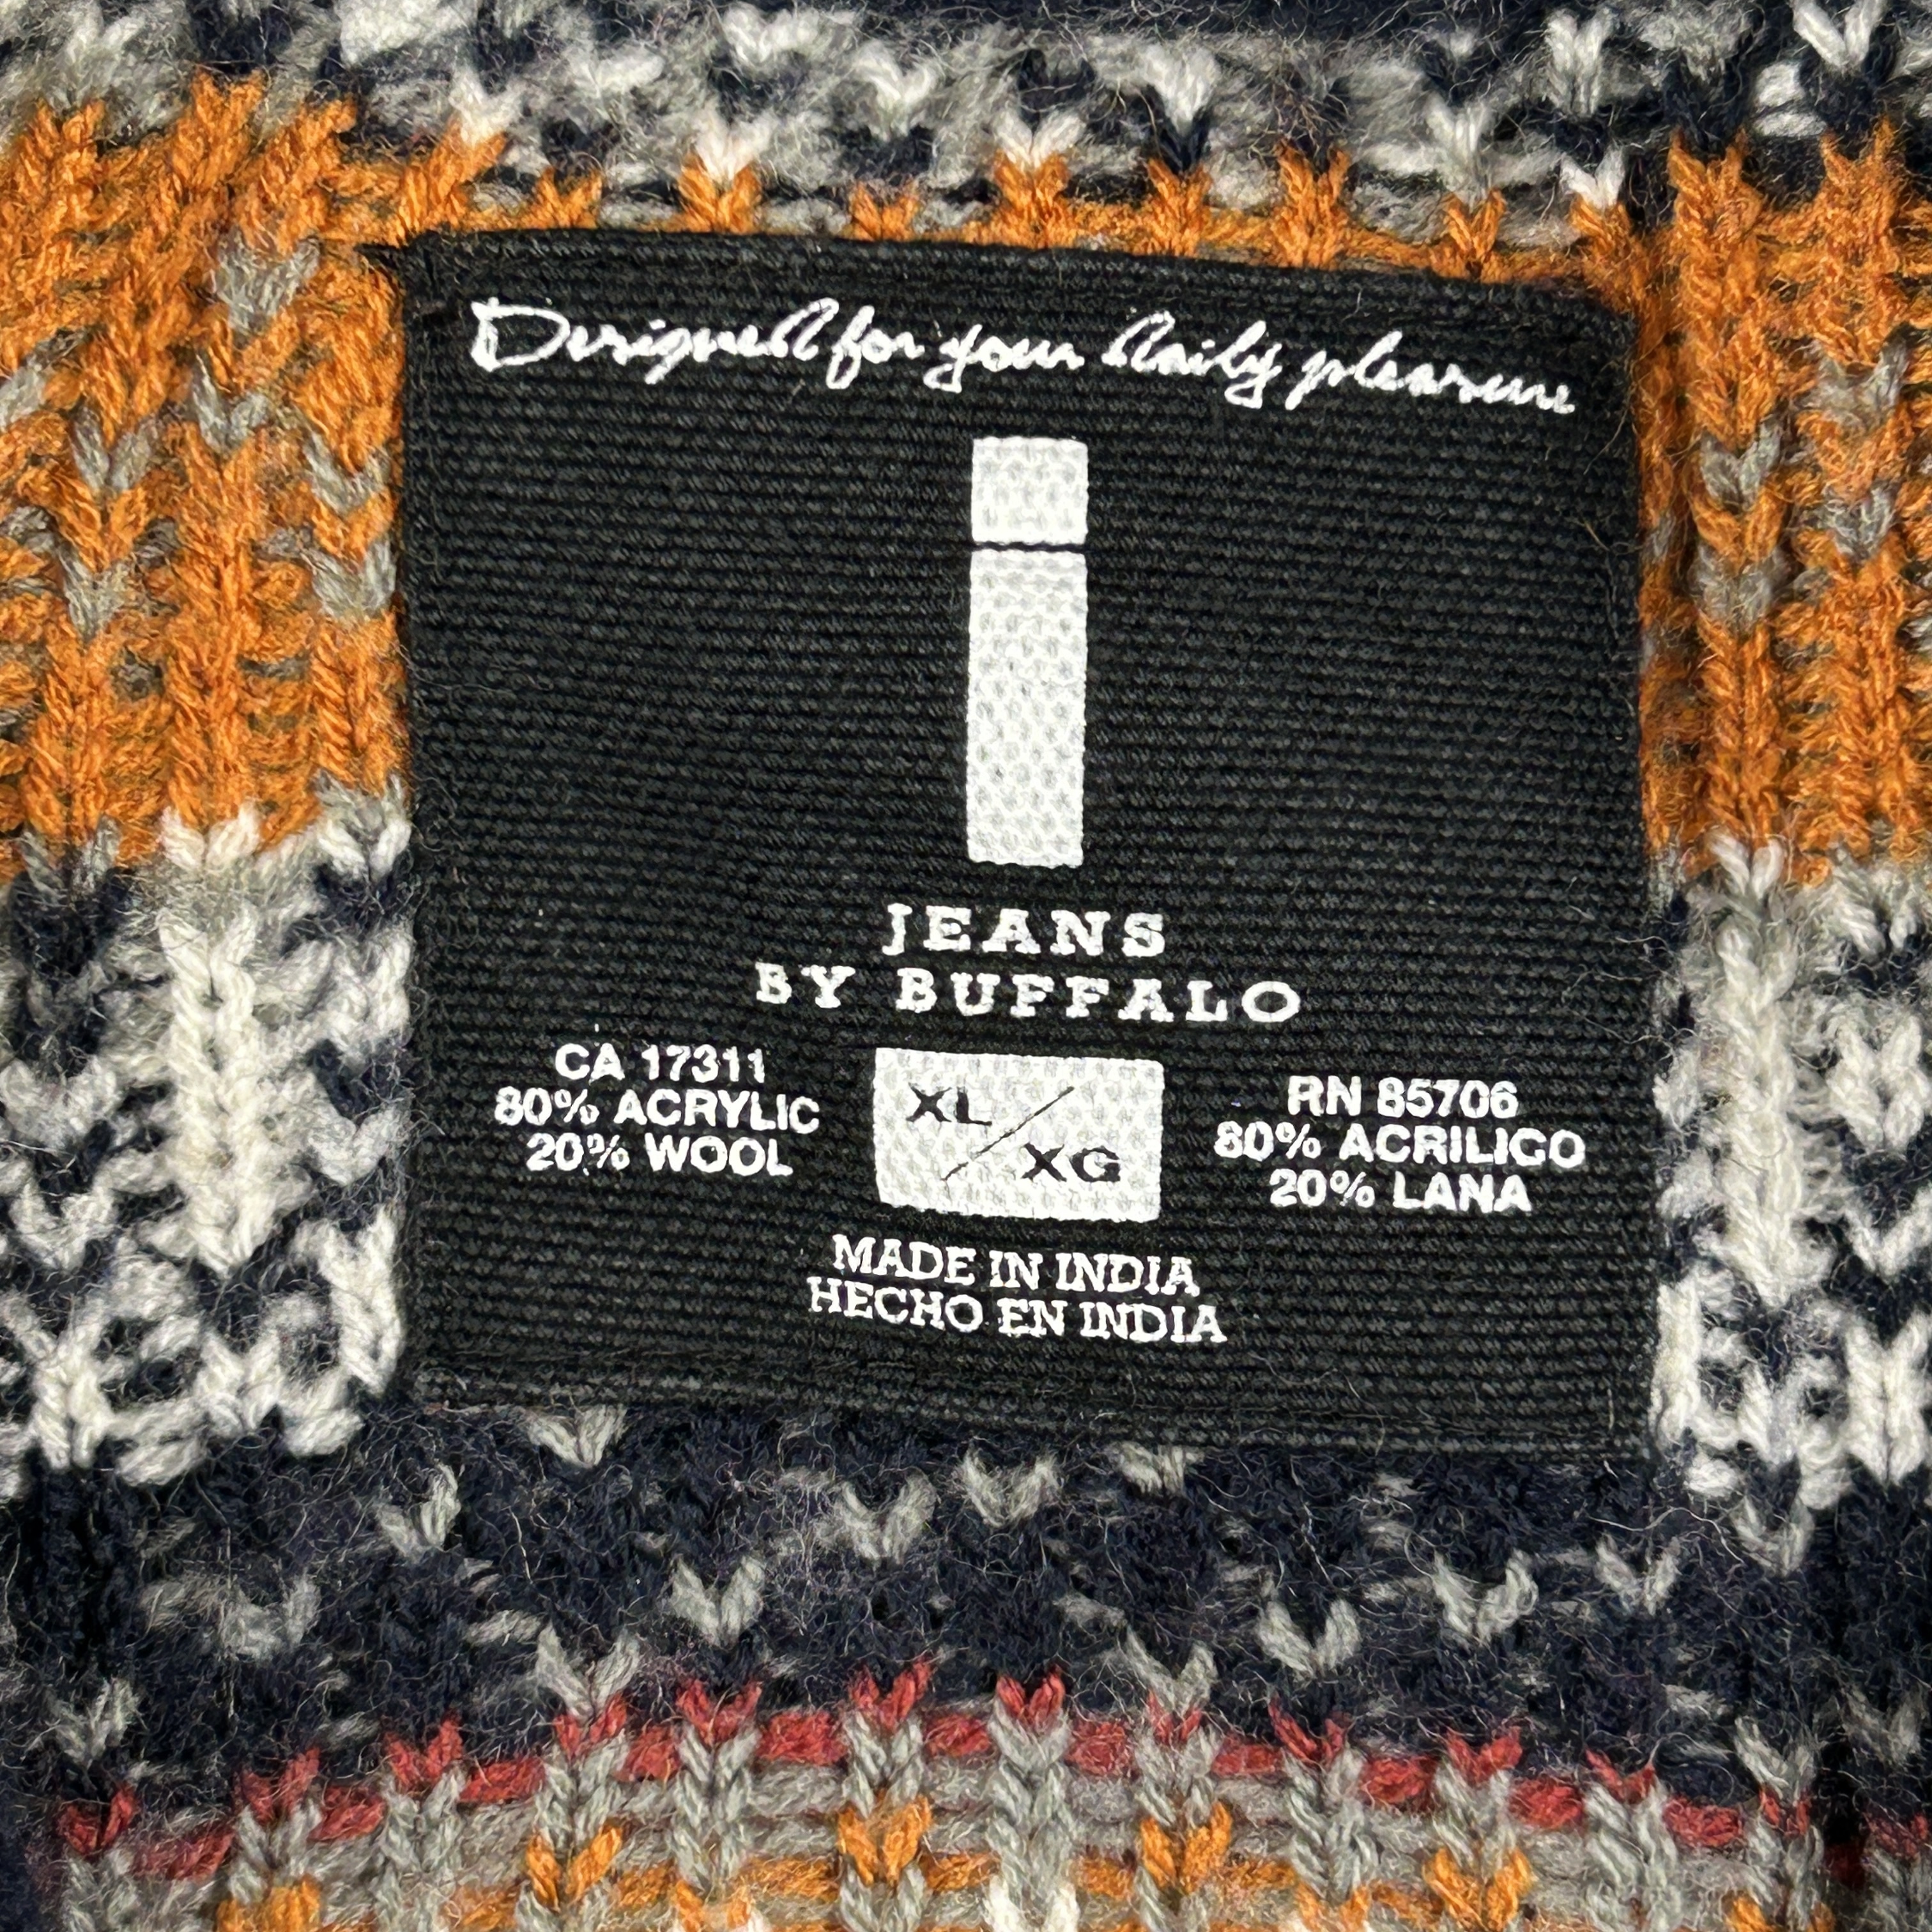 Designed for your daily pleasure
i
JEANS
BY BUFFALO
CA 17311
80% ACRYLIC
20% WOOL
XL/XG
RN 85706
80% ACRILICO
20% LANA
MADE IN INDIA
HECHO EN INDIA